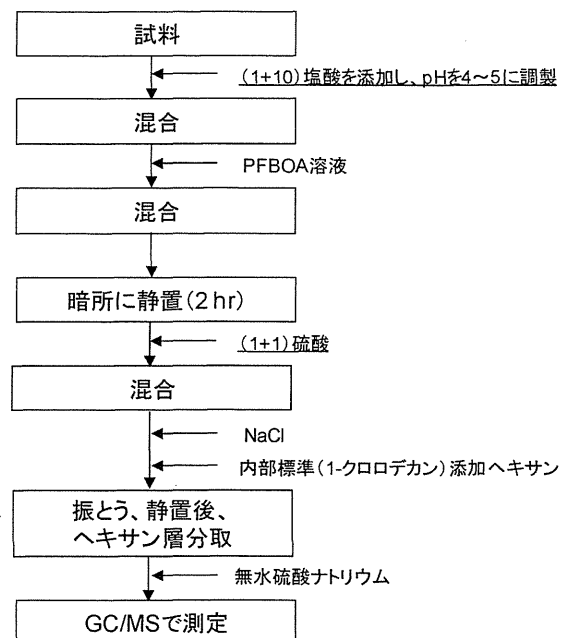 試料
(1+10)塩酸を添加し、pHを4～5に調製
混合
PFBOA溶液
混合
暗所に静置(2 hr)
(1+1)硫酸
混合
NaCl
内部標準(1-クロロデカン)添加ヘキサン
振とう、静置後、
ヘキサン層分取
無水硫酸ナトリウム
GC/MSで測定